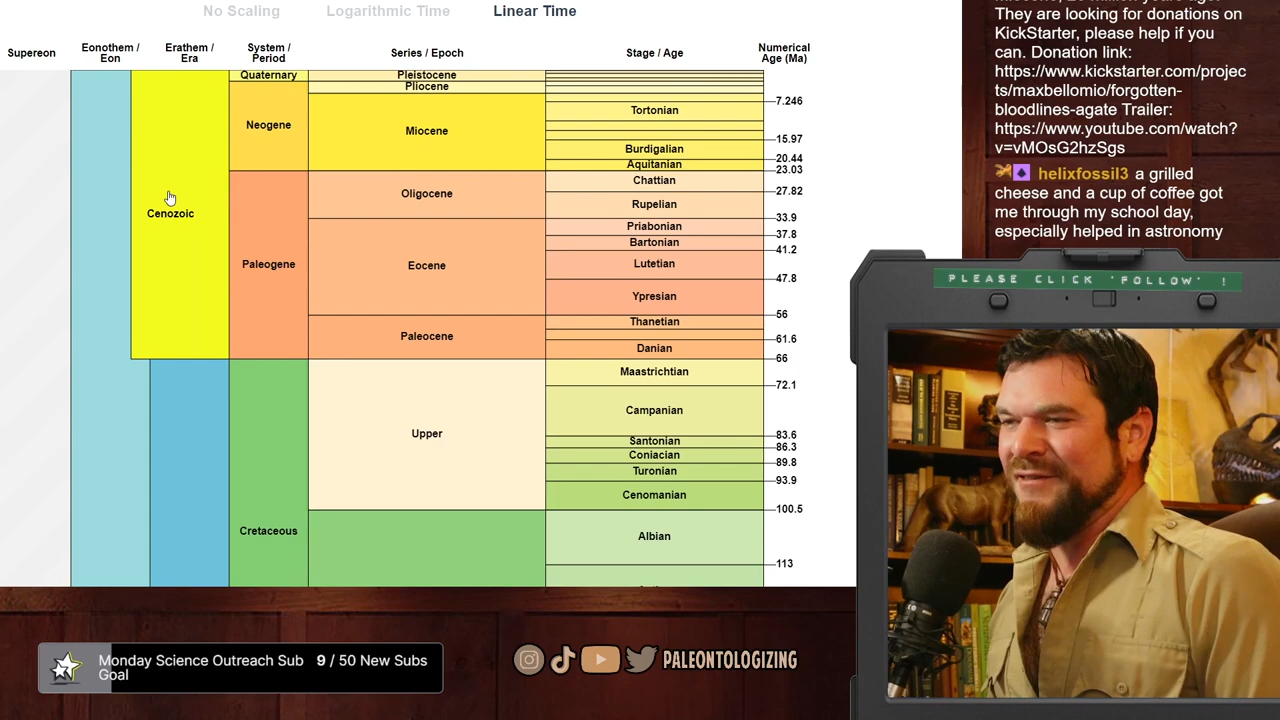 No Scaling
Logarithmic Time
Linear Time
Supereon
Eonothem /
Eon
Erathem /
Era
System /
Period
Series / Epoch
Stage / Age
Numerical
Age (Ma)
Quaternary
Pleistocene
Pliocene
7.246
Tortonian
Neogene
Miocene
15.97
Burdigalian
20.44
Aquitanian
23.03
Chattian
27.82
Oligocene
Rupelian
Cenozoic
33.9
Priabonian
37.8
Bartonian
41.2
Paleogene
Eocene
Lutetian
47.8
Ypresian
56
Thanetian
61.6
Paleocene
Danian
66
Maastrichtian
72.1
Campanian
Upper
83.6
Santonian
86.3
Coniacian
89.8
Turonian
93.9
Cenomanian
100.5
Cretaceous
Albian
113
They are looking for donations on
KickStarter, please help if you
can. Donation link:
https://www.kickstarter.com/projec
ts/maxbellomio/forgotten-
bloodlines-agate Trailer:
https://www.youtube.com/watch?
v=vMOsG2hzSgs
helixfossil3 a grilled
cheese and a cup of coffee got
me through my school day,
especially helped in astronomy
PLEASE CLICK 'FOLLOW' !
Monday Science Outreach Sub
Goal
9 / 50 New Subs
PALEONTOLOGIZING